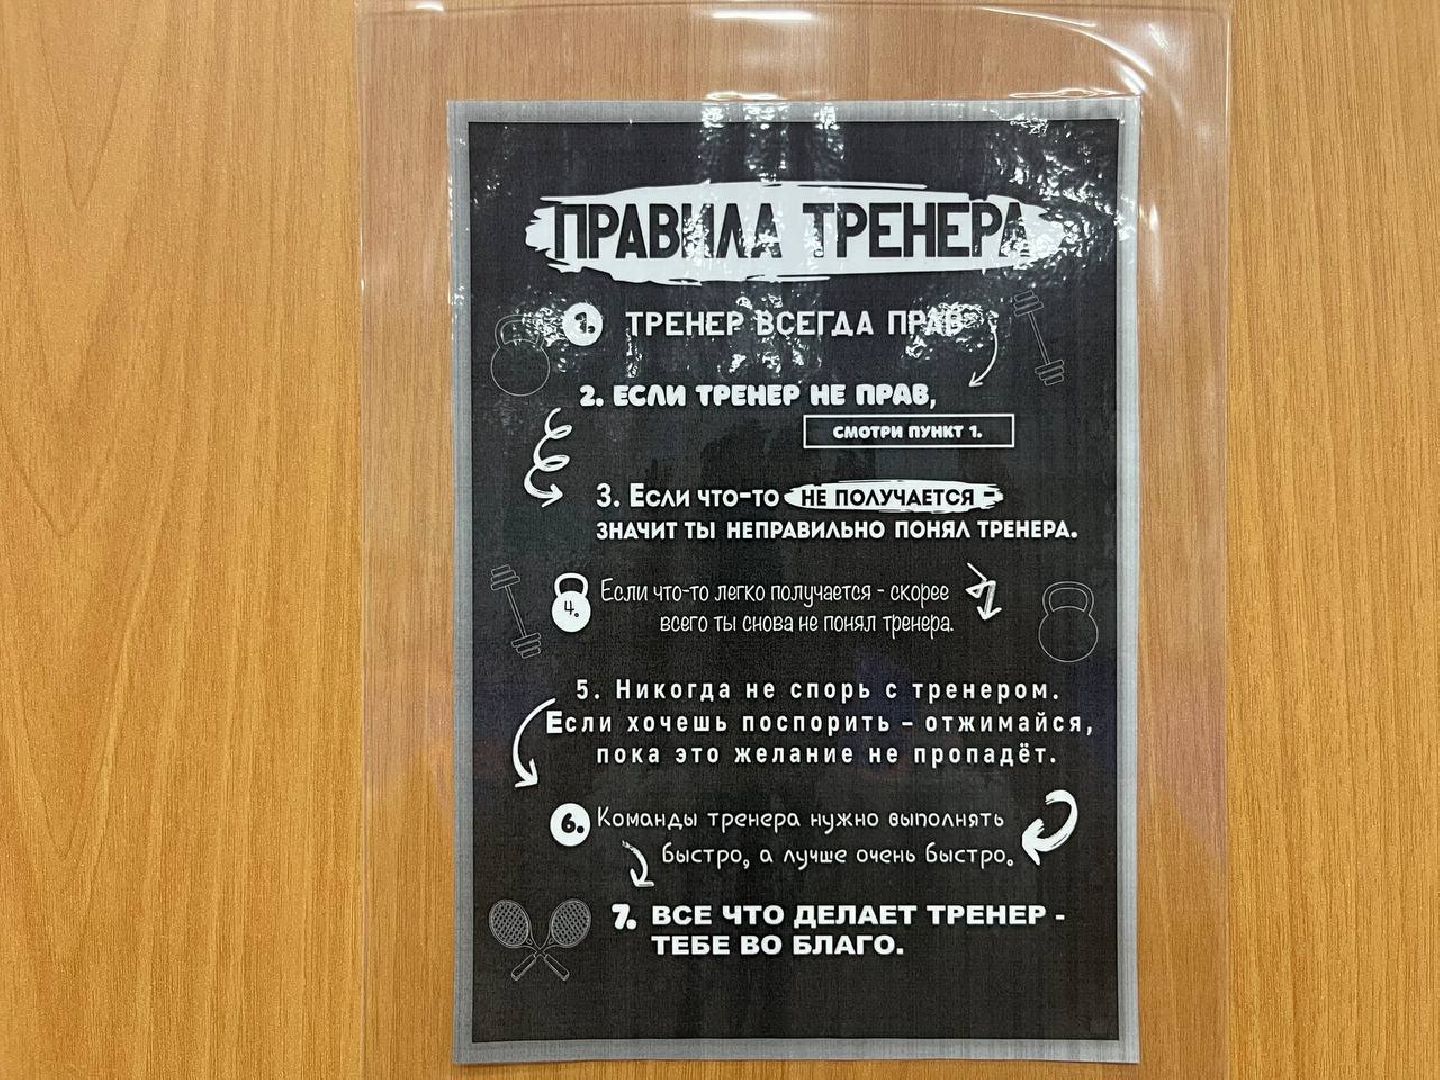 ПРАВИЛА ТРЕНЕРА
1. ТРЕНЕР ВСЕГДА ПРАВ
2. ЕСЛИ ТРЕНЕР НЕ ПРАВ,
СМОТРИ ПУНКТ 1.
3. Если что-то НЕ ПОЛУЧАЕТСЯ -
ЗНАЧИТ ТЫ НЕПРАВИЛЬНО ПОНЯЛ ТРЕНЕРА.
4. Если что-то легко получается - скорее
всего ты снова не понял тренера.
5. Никогда не спорь с тренером.
Если хочешь поспорить – отжимайся,
пока это желание не пропадёт.
6. Команды тренера нужно выполнять
быстро, а лучше очень быстро.
7. ВСЕ ЧТО ДЕЛАЕТ ТРЕНЕР -
ТЕБЕ ВО БЛАГО.